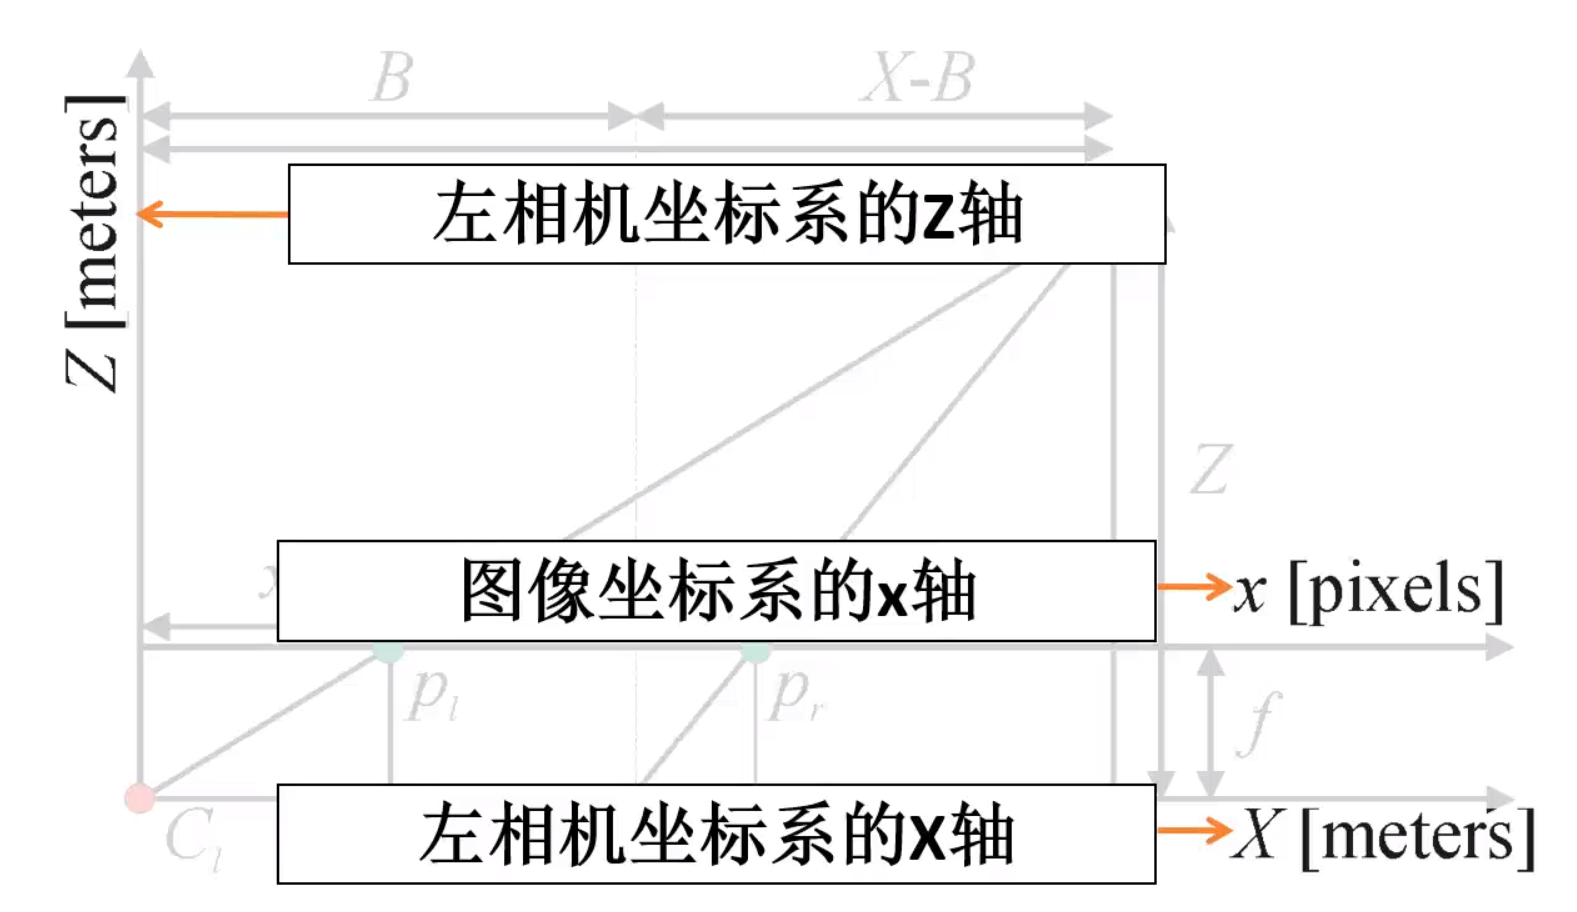 B
X-B
Z [meters]
左相机坐标系的Z轴
Z
图像坐标系的x轴
x [pixels]
p_l
p_r
f
C_l
左相机坐标系的X轴
X [meters]